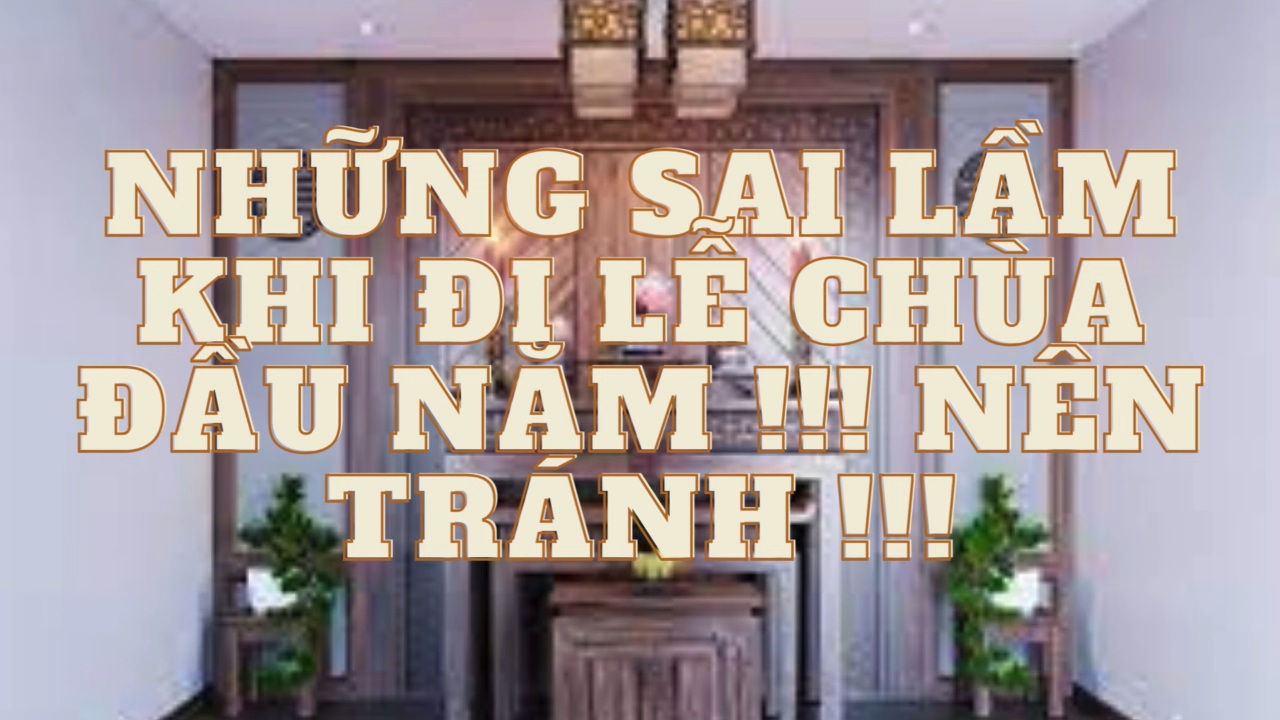 NHỮNG SAI LẦM
KHI ĐI LỄ CHÙA
ĐẦU NĂM !!! NÊN
TRÁNH !!!